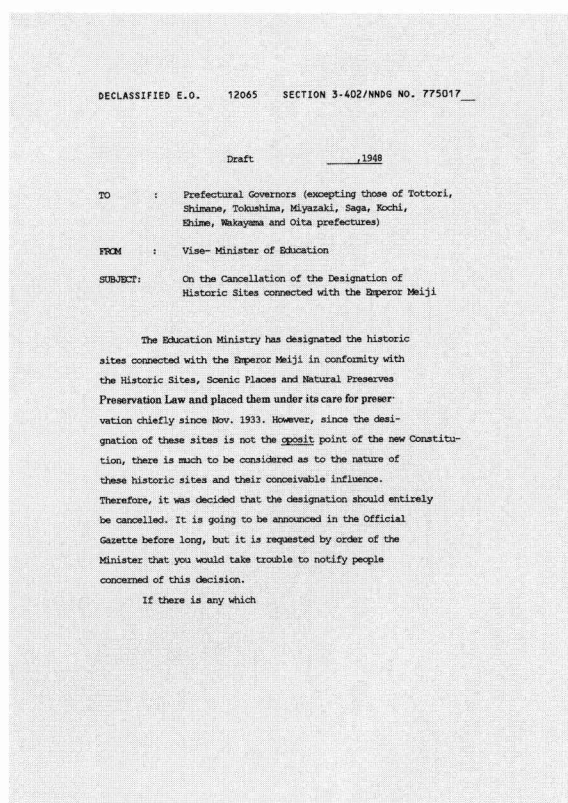 DECLASSIFIED E.O. 12065 SECTION 3-402/NNDG NO. 775017__
Draft ____,1948
TO : Prefectural Governors (excepting those of Tottori,
Shimane, Tokushima, Miyazaki, Saga, Kochi,
Ehime, Wakayama and Oita prefectures)
FROM : Vise- Minister of Education
SUBJECT: On the Cancellation of the Designation of
Historic Sites connected with the Emperor Meiji
The Education Ministry has designated the historic
sites connected with the Emperor Meiji in conformity with
the Historic Sites, Scenic Places and Natural Preserves
Preservation Law and placed them under its care for preser-
vation chiefly since Nov. 1933. However, since the desi-
gnation of these sites is not the oposit point of the new Constitu-
tion, there is much to be considered as to the nature of
these historic sites and their conceivable influence.
Therefore, it was decided that the designation should entirely
be cancelled. It is going to be announced in the Official
Gazette before long, but it is requested by order of the
Minister that you would take trouble to notify people
concerned of this decision.
If there is any which